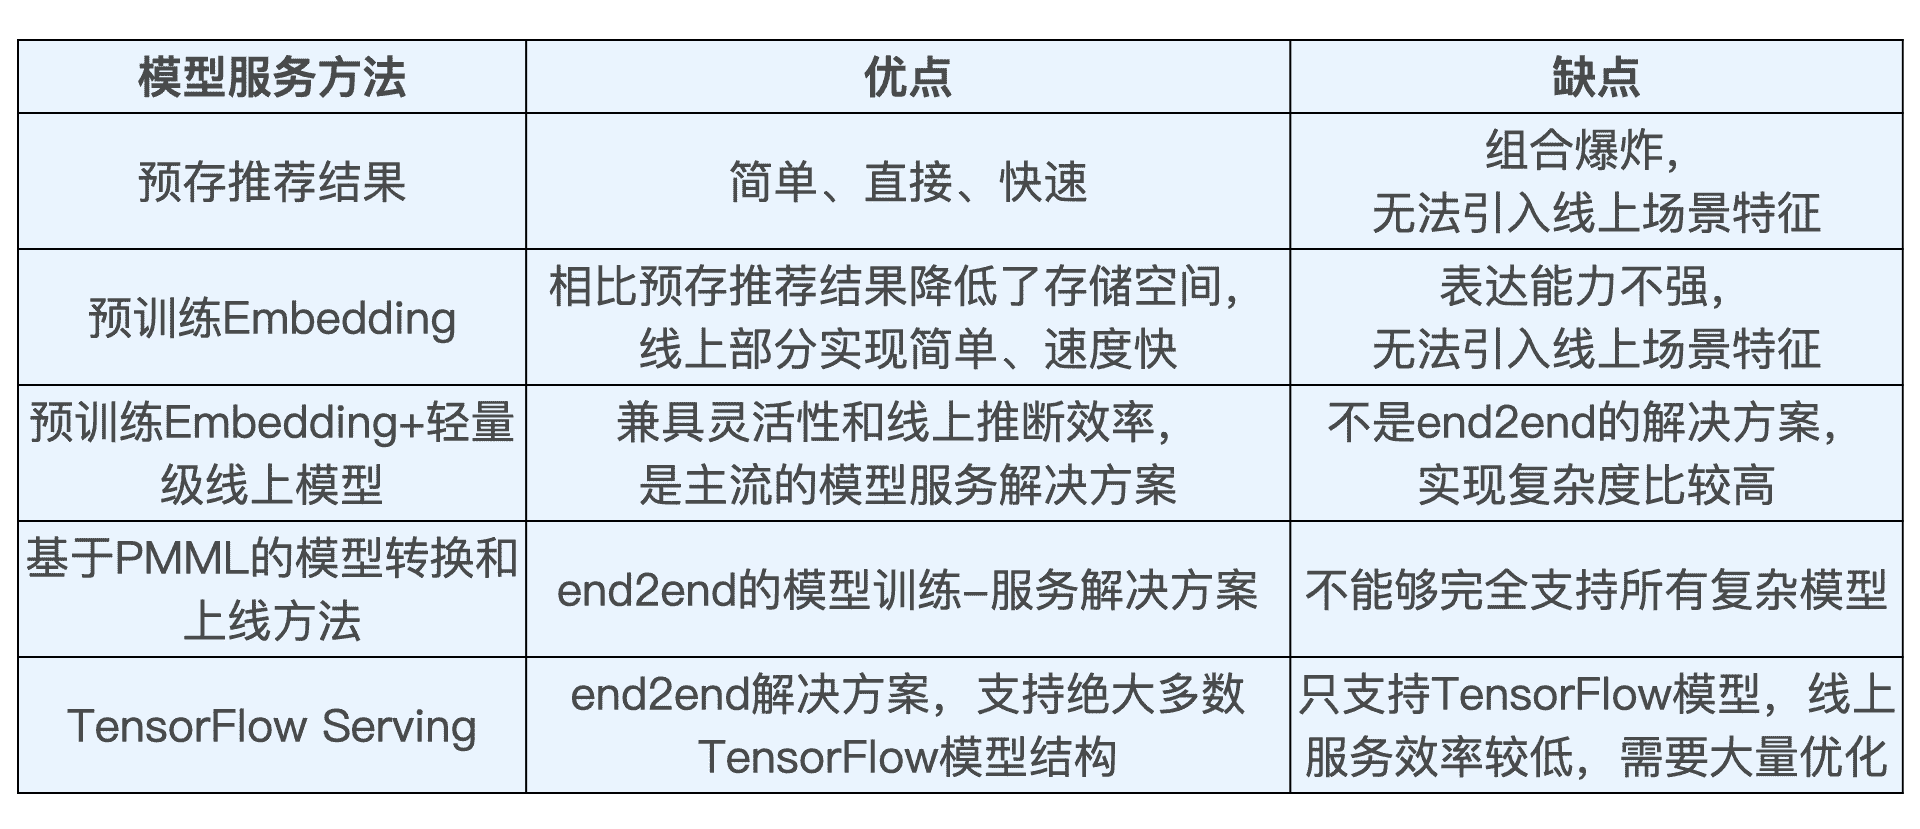 模型服务方法
优点
缺点
预存推荐结果
简单、直接、快速
组合爆炸，
无法引入线上场景特征
预训练Embedding
相比预存推荐结果降低了存储空间，
线上部分实现简单、速度快
表达能力不强，
无法引入线上场景特征
预训练Embedding+轻量
级线上模型
兼具灵活性和线上推断效率，
是主流的模型服务解决方案
不是end2end的解决方案，
实现复杂度比较高
基于PMML的模型转换和
上线方法
end2end的模型训练-服务解决方案
不能够完全支持所有复杂模型
TensorFlow Serving
end2end解决方案，支持绝大多数
TensorFlow模型结构
只支持TensorFlow模型，线上
服务效率较低，需要大量优化